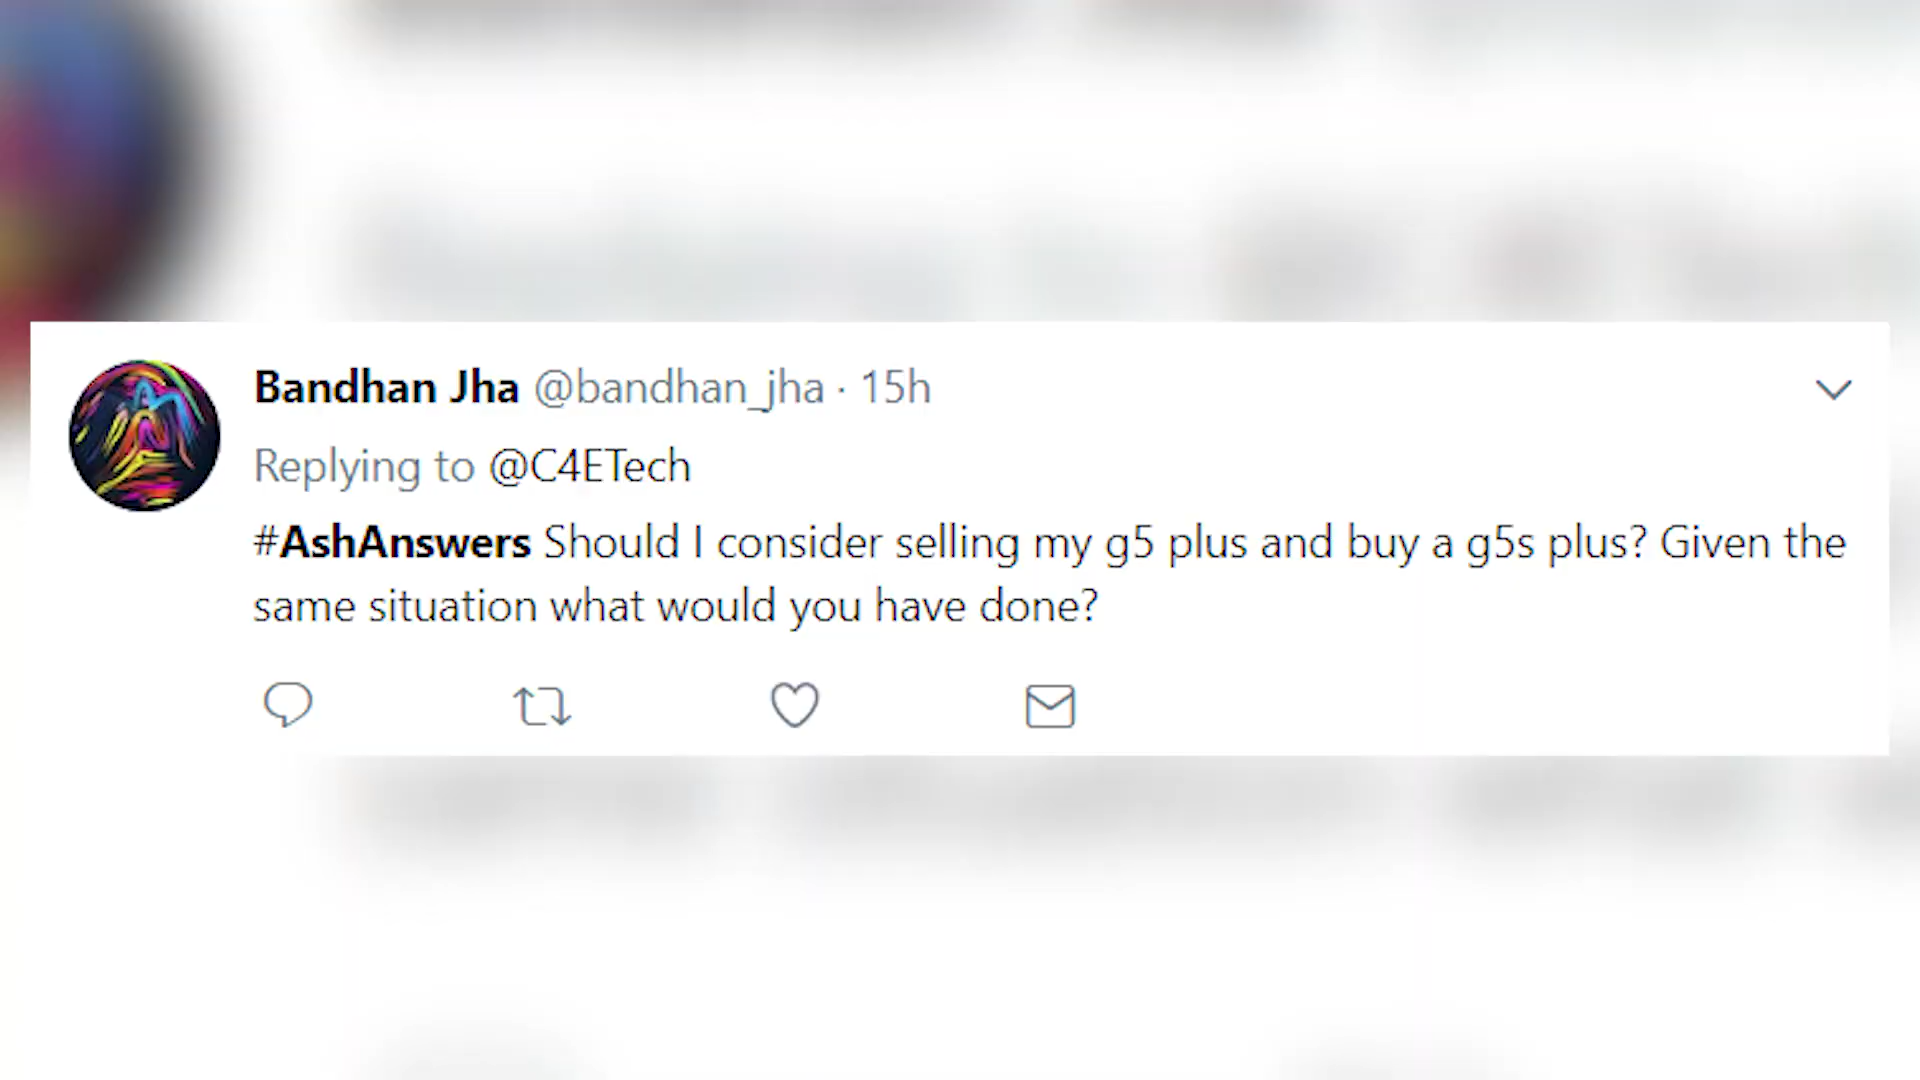 Bandhan Jha @bandhan_jha · 15h
Replying to @C4ETech
#AshAnswers Should I consider selling my g5 plus and buy a g5s plus? Given the
same situation what would you have done?